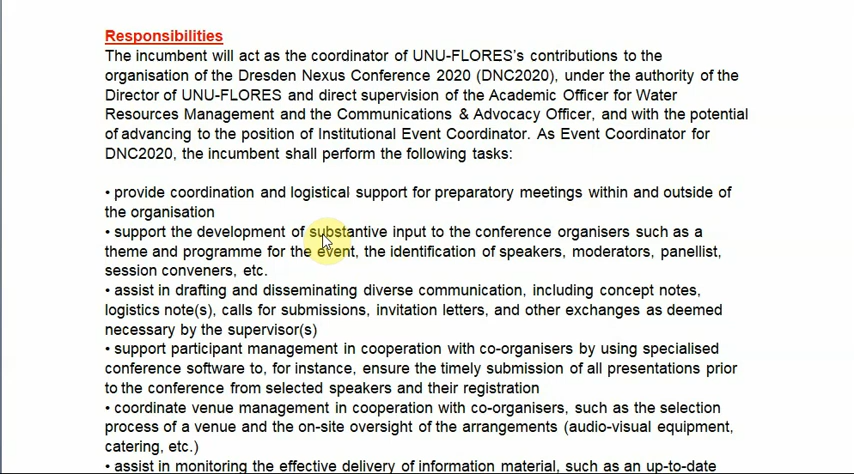 Responsibilities
The incumbent will act as the coordinator of UNU-FLORES's contributions to the
organisation of the Dresden Nexus Conference 2020 (DNC2020), under the authority of the
Director of UNU-FLORES and direct supervision of the Academic Officer for Water
Resources Management and the Communications & Advocacy Officer, and with the potential
of advancing to the position of Institutional Event Coordinator. As Event Coordinator for
DNC2020, the incumbent shall perform the following tasks:
• provide coordination and logistical support for preparatory meetings within and outside of
the organisation
• support the development of substantive input to the conference organisers such as a
theme and programme for the event, the identification of speakers, moderators, panellist,
session conveners, etc.
• assist in drafting and disseminating diverse communication, including concept notes,
logistics note(s), calls for submissions, invitation letters, and other exchanges as deemed
necessary by the supervisor(s)
• support participant management in cooperation with co-organisers by using specialised
conference software to, for instance, ensure the timely submission of all presentations prior
to the conference from selected speakers and their registration
• coordinate venue management in cooperation with co-organisers, such as the selection
process of a venue and the on-site oversight of the arrangements (audio-visual equipment,
catering, etc.)
• assist in monitoring the effective delivery of information material, such as an up-to-date